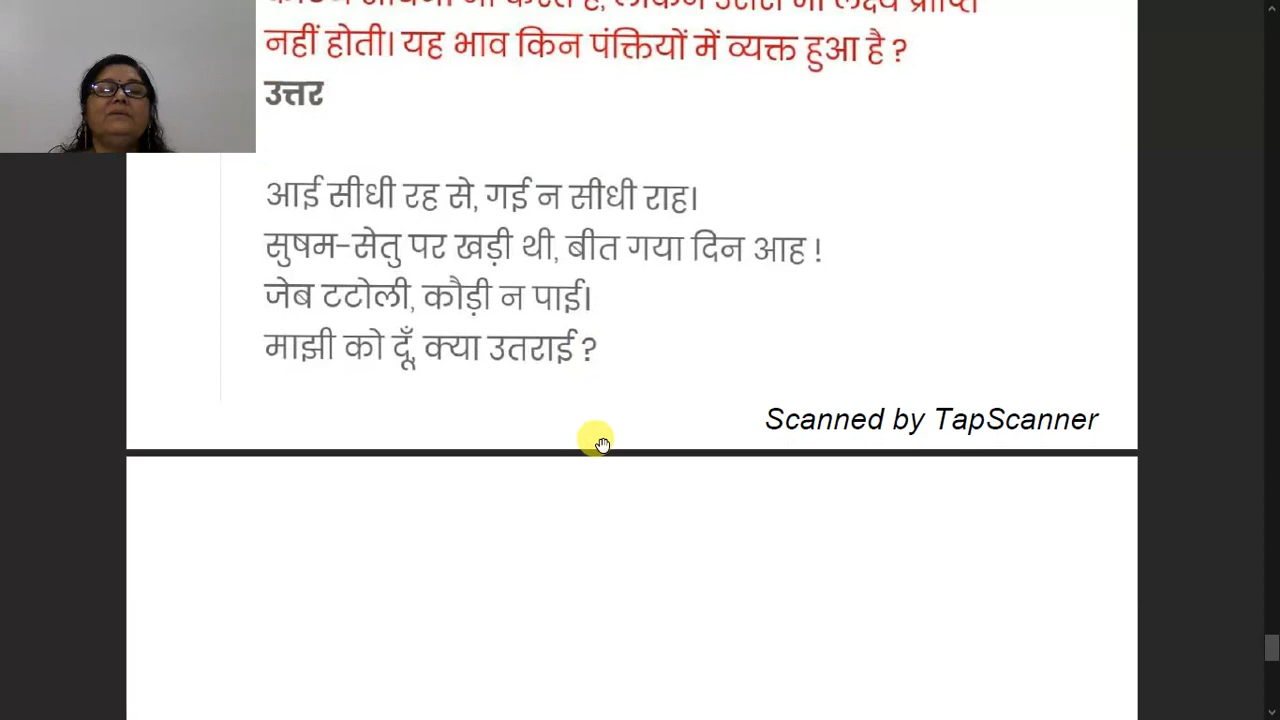 नहीं होती। यह भाव किन पंक्तियों में व्यक्त हुआ है ?
उत्तर
आई सीधी रह से, गई न सीधी राह।
सुषम-सेतु पर खड़ी थी, बीत गया दिन आह !
जेब टटोली, कौड़ी न पाई।
माझी को दूँ, क्या उतराई ?
Scanned by TapScanner